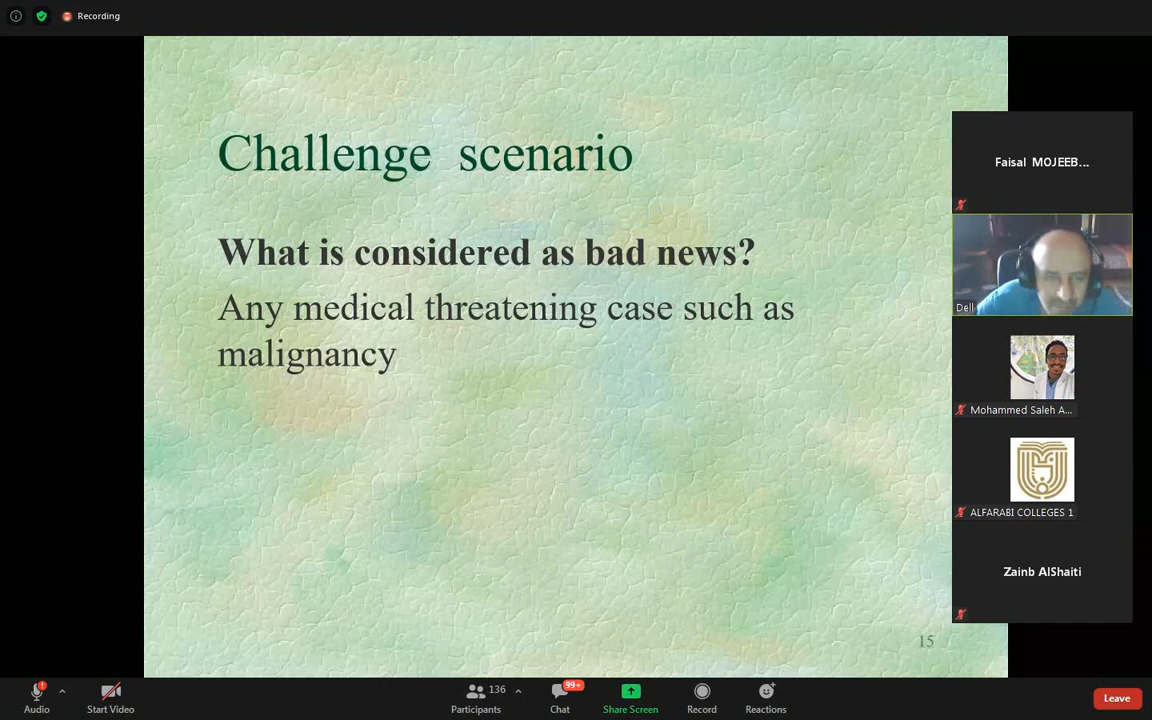 Recording
Challenge scenario
What is considered as bad news?
Any medical threatening case such as
malignancy
15
Faisal MOJEEB...
Dell
Mohammed Saleh A...
ALFARABI COLLEGES 1
Zainb AlShaiti
Audio
Start Video
136
Participants
99+
Chat
Share Screen
Record
Reactions
Leave